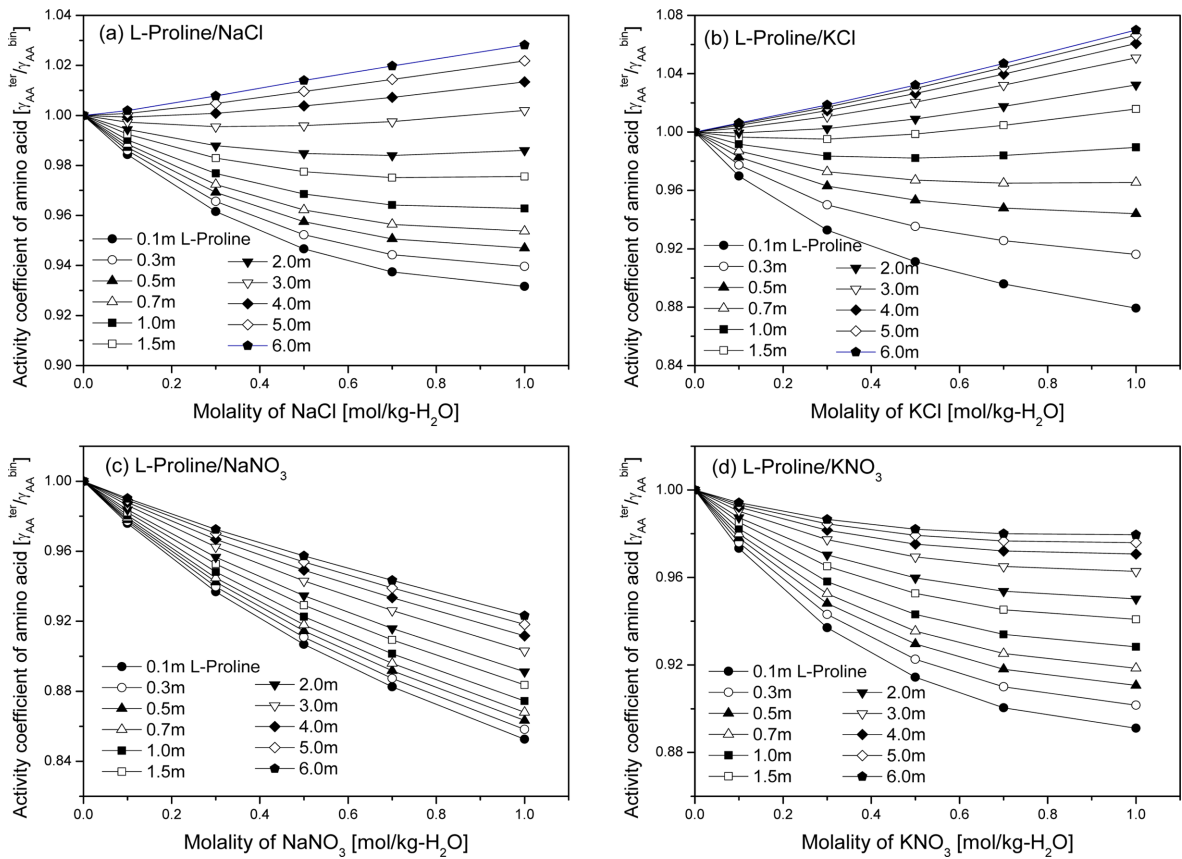 (a) L-Proline/NaCl
Activity coefficient of amino acid [γ_AA^ter/γ_AA^bin]
1.04
1.02
1.00
0.98
0.96
0.94
0.92
0.90
0.1m L-Proline
0.3m
0.5m
0.7m
1.0m
1.5m
2.0m
3.0m
4.0m
5.0m
6.0m
0.0 0.2 0.4 0.6 0.8 1.0
Molality of NaCl [mol/kg-H₂O]
(b) L-Proline/KCl
Activity coefficient of amino acid [γ_AA^ter/γ_AA^bin]
1.08
1.04
1.00
0.96
0.92
0.88
0.84
0.1m L-Proline
0.3m
0.5m
0.7m
1.0m
1.5m
2.0m
3.0m
4.0m
5.0m
6.0m
0.0 0.2 0.4 0.6 0.8 1.0
Molality of KCl [mol/kg-H₂O]
(c) L-Proline/NaNO₃
Activity coefficient of amino acid [γ_AA^ter/γ_AA^bin]
1.00
0.96
0.92
0.88
0.84
0.1m L-Proline
0.3m
0.5m
0.7m
1.0m
1.5m
2.0m
3.0m
4.0m
5.0m
6.0m
0.0 0.2 0.4 0.6 0.8 1.0
Molality of NaNO₃ [mol/kg-H₂O]
(d) L-Proline/KNO₃
Activity coefficient of amino acid [γ_AA^ter/γ_AA^bin]
1.00
0.96
0.92
0.88
0.1m L-Proline
0.3m
0.5m
0.7m
1.0m
1.5m
2.0m
3.0m
4.0m
5.0m
6.0m
0.0 0.2 0.4 0.6 0.8 1.0
Molality of KNO₃ [mol/kg-H₂O]